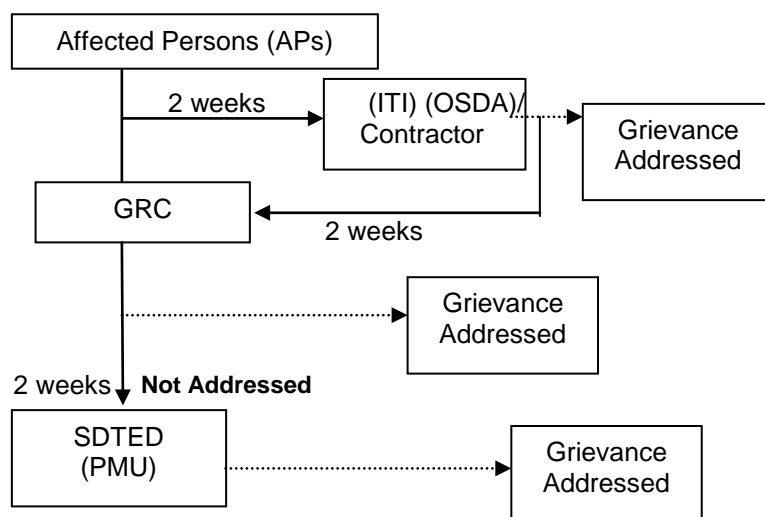 Affected Persons (APs)
2 weeks
(ITI) (OSDA)/
Contractor
Grievance
Addressed
GRC
2 weeks
Grievance
Addressed
2 weeks
Not Addressed
SDTED
(PMU)
Grievance
Addressed